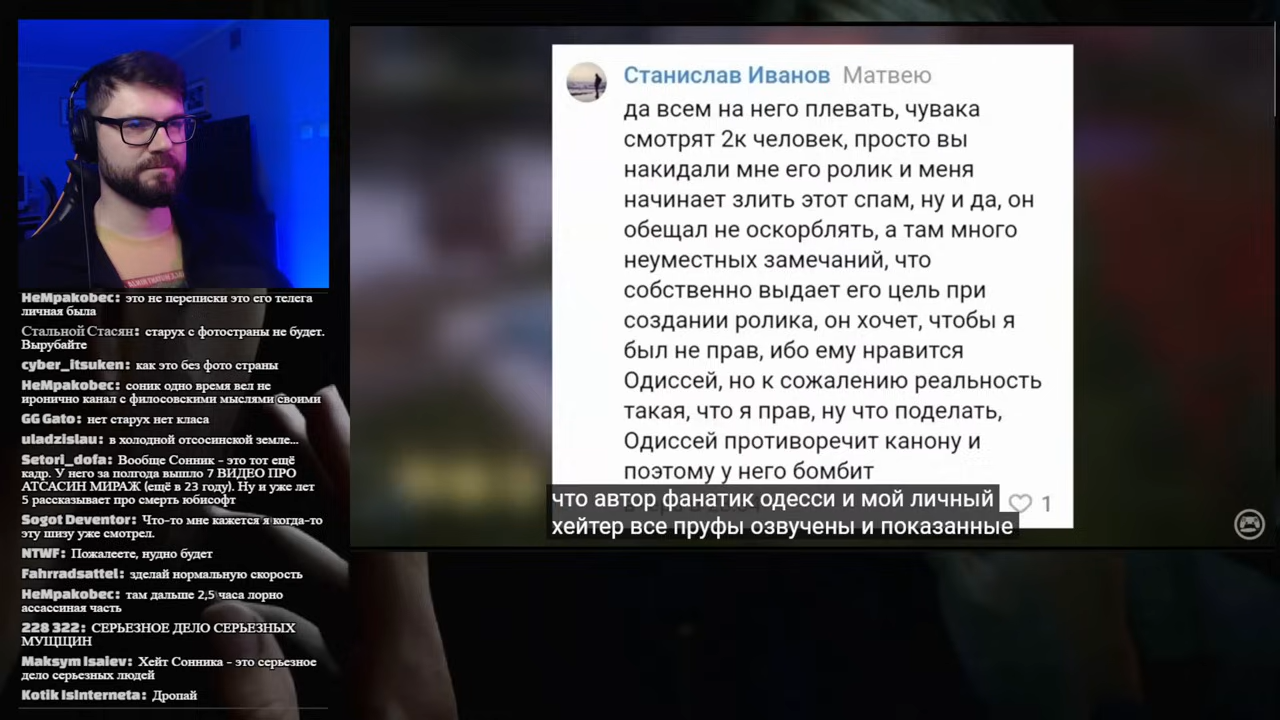 HeMpakobec: это не переписки это его телега
личная была
Стальной Стасян: старух с фотостраны не будет.
Вырубайте
cyber_itsuken: как это без фото страны
HeMpakobec: соник одно время вел не
иронично канал с филосовскими мыслями своими
GG Gato: нет старух нет класа
uladzislau: в холодной отсосинской земле...
Setori_dofa: Вообще Сонник - это тот ещё
кадр. У него за полгода вышло 7 ВИДЕО ПРО
АТСАСИН МИРАЖ (ещё в 23 году). Ну и уже лет
5 рассказывает про смерть юбисофт
Sogot Deventor: Что-то мне кажется я когда-то
эту шизу уже смотрел.
NTWF: Пожалеете, нудно будет
Fahrradsattel: зделай нормальную скорость
HeMpakobec: там дальше 2,5 часа лорно
ассассиная часть
228 322: СЕРЬЕЗНОЕ ДЕЛО СЕРЬЕЗНЫХ
МУЩЩИН
Maksym Isaiev: Хейт Сонника - это серьезное
дело серьезных людей
Kotik IsInterneta: Дропай
Станислав Иванов Матвею
да всем на него плевать, чувака
смотрят 2к человек, просто вы
накидали мне его ролик и меня
начинает злить этот спам, ну и да, он
обещал не оскорблять, а там много
неуместных замечаний, что
собственно выдает его цель при
создании ролика, он хочет, чтобы я
был не прав, ибо ему нравится
Одиссей, но к сожалению реальность
такая, что я прав, ну что поделать,
Одиссей противоречит канону и
поэтому у него бомбит
1
что автор фанатик одесси и мой личный
хейтер все пруфы озвучены и показанные